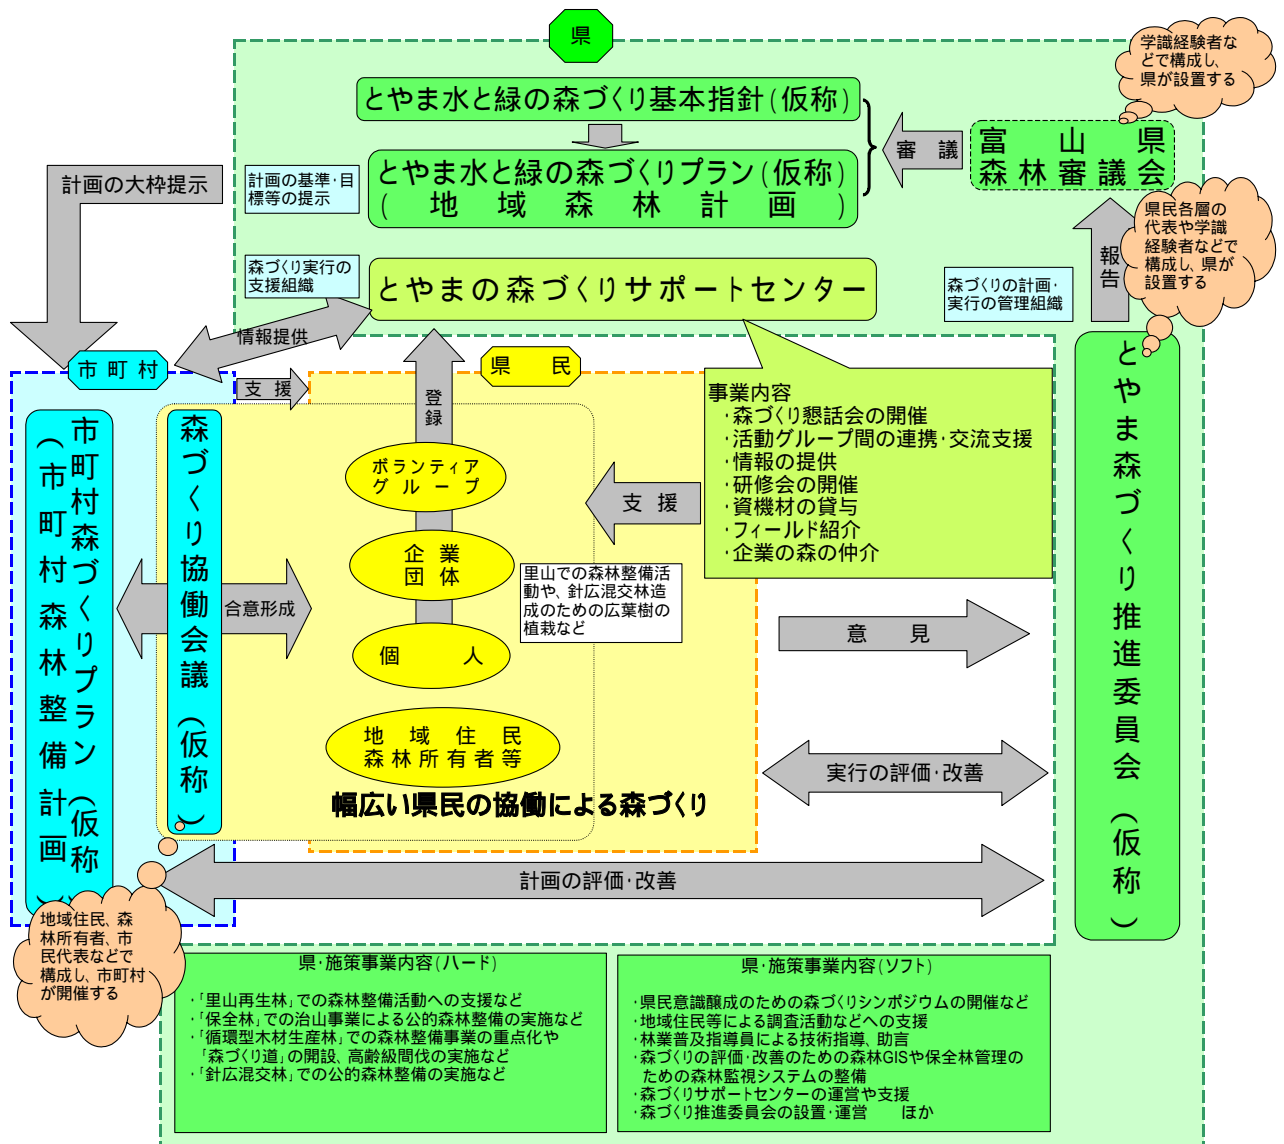 県
学識経験者な
どで構成し、
県が設置する
とやま水と緑の森づくり基本指針(仮称)
審　議
富　山　県
森林審議会
計画の大枠提示
計画の基準・目
標等の提示
とやま水と緑の森づくりプラン(仮称)
(　地　域　森　林　計　画　)
県民各層の
代表や学識
経験者などで
構成し、県が
設置する
報告
森づくり実行の
支援組織
とやまの森づくりサポートセンター
森づくりの計画・
実行の管理組織
情報提供
市町村
支　援
県　　民
登録
とやま森づくり推進委員会(仮称)
事業内容
・森づくり懇話会の開催
・活動グループ間の連携・交流支援
・情報の提供
・研修会の開催
・資機材の貸与
・フィールド紹介
・企業の森の仲介
市町村森づくりプラン(仮称)
(市町村森林整備計画)
森づくり協働会議(仮称)
ボランティア
グループ
支　援
企　業
団　体
里山での森林整備活
動や、針広混交林造
成のための広葉樹の
植栽など
合意形成
個　　　人
意　　見
地　域　住　民
森林所有者等
実行の評価・改善
幅広い県民の協働による森づくり
計画の評価・改善
地域住民、森
林所有者、市
民代表などで
構成し、市町村
が開催する
県・施策事業内容(ハード)
・「里山再生林」での森林整備活動への支援など
・「保全林」での治山事業による公的森林整備の実施など
・「循環型木材生産林」での森林整備事業の重点化や
「森づくり道」の開設、高齢級間伐の実施など
・「針広混交林」での公的森林整備の実施など
県・施策事業内容(ソフト)
・県民意識醸成のための森づくりシンポジウムの開催など
・地域住民等による調査活動などへの支援
・林業普及指導員による技術指導、助言
・森づくりの評価・改善のための森林GISや保全林管理の
ための森林監視システムの整備
・森づくりサポートセンターの運営や支援
・森づくり推進委員会の設置・運営　　ほか